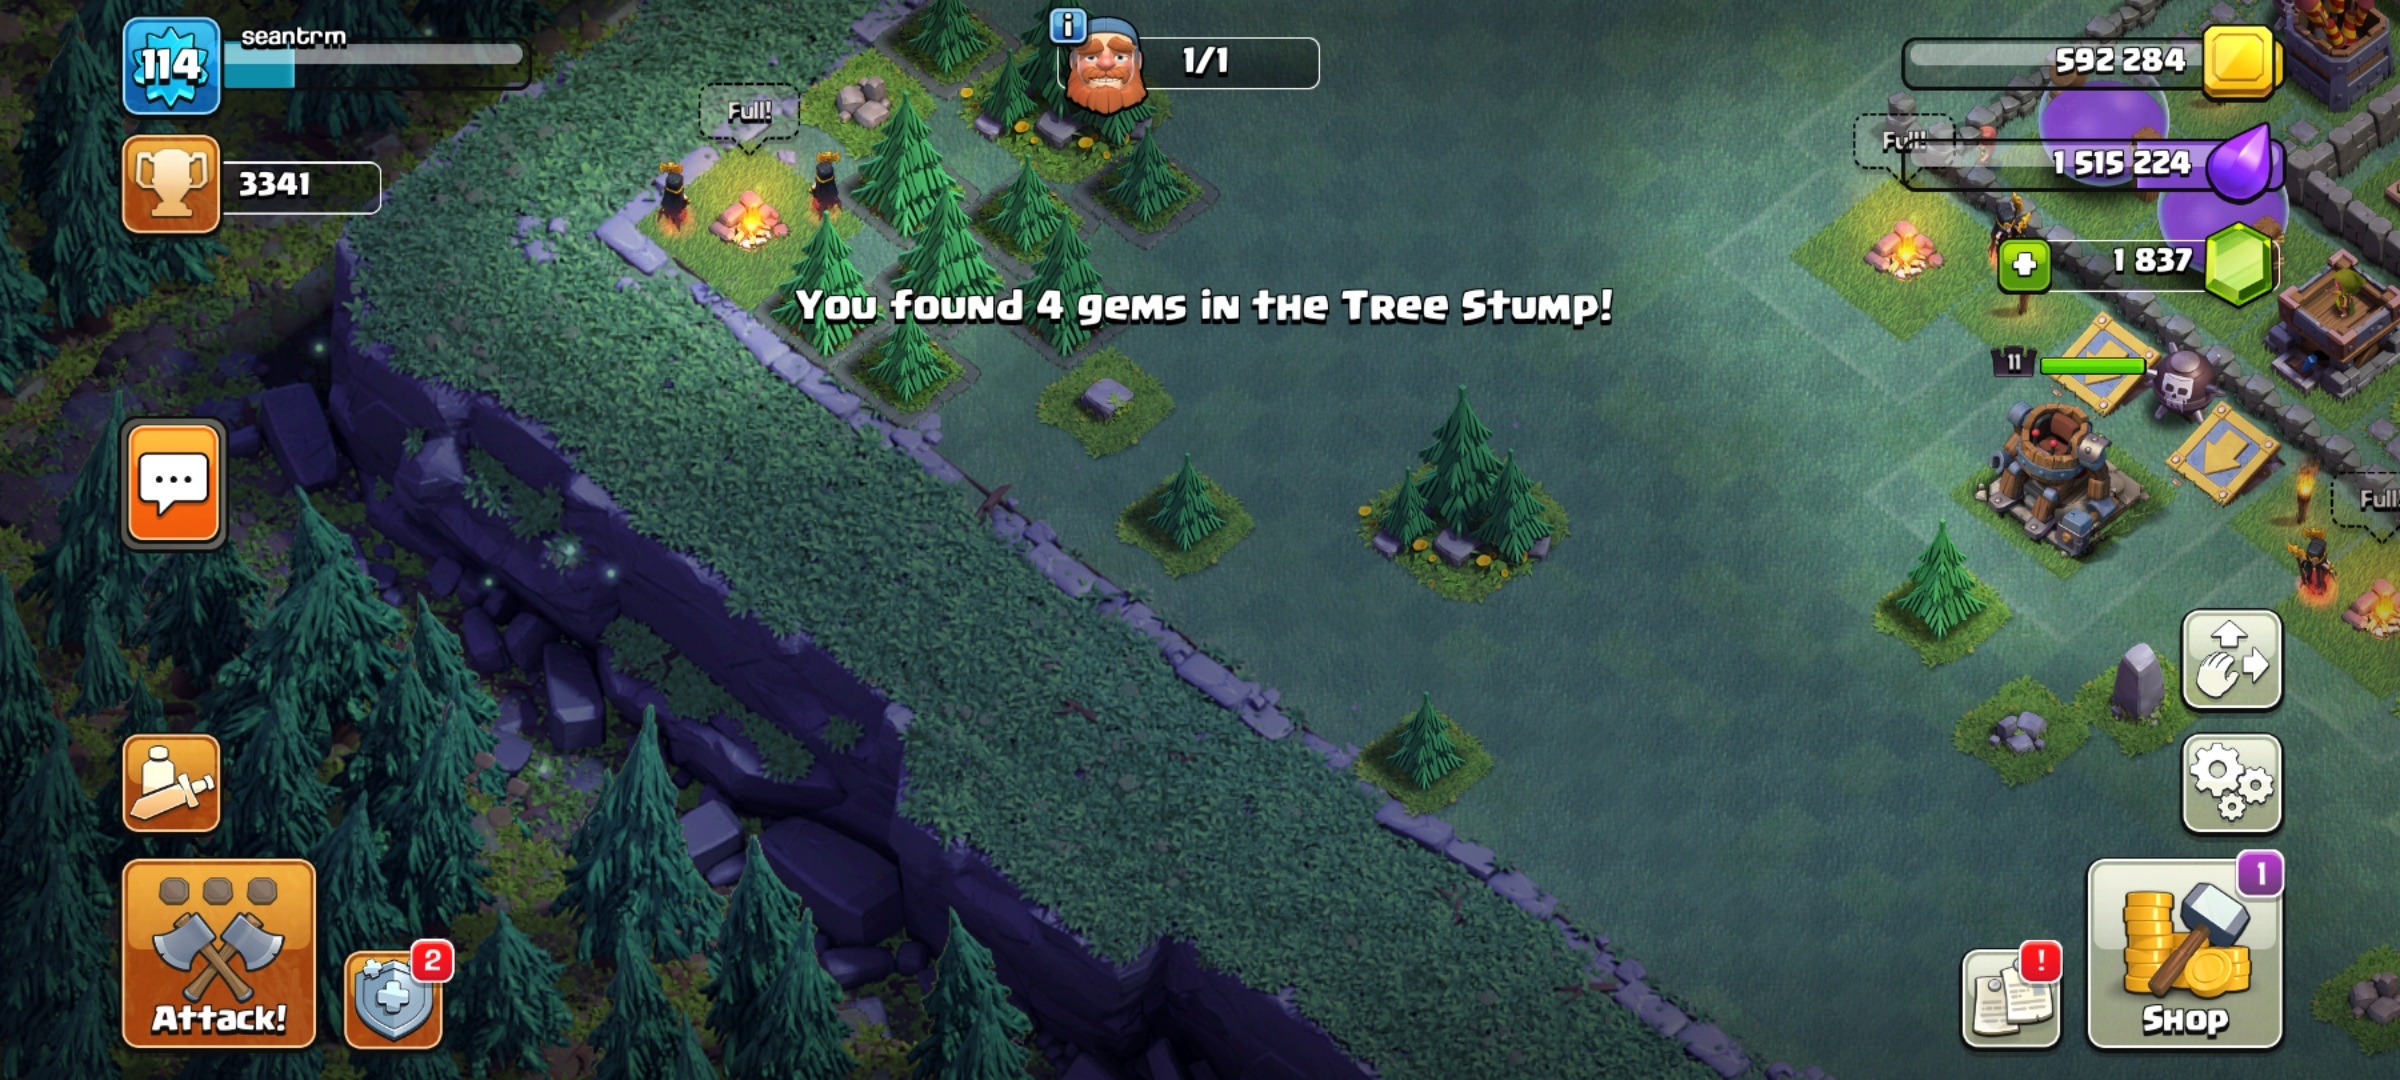 114
seantrm
1/1
592 284
Full!
Full!
1 515 224
3341
1 837
You found 4 gems in the Tree Stump!
11
Full
1
2
!
Attack!
Shop